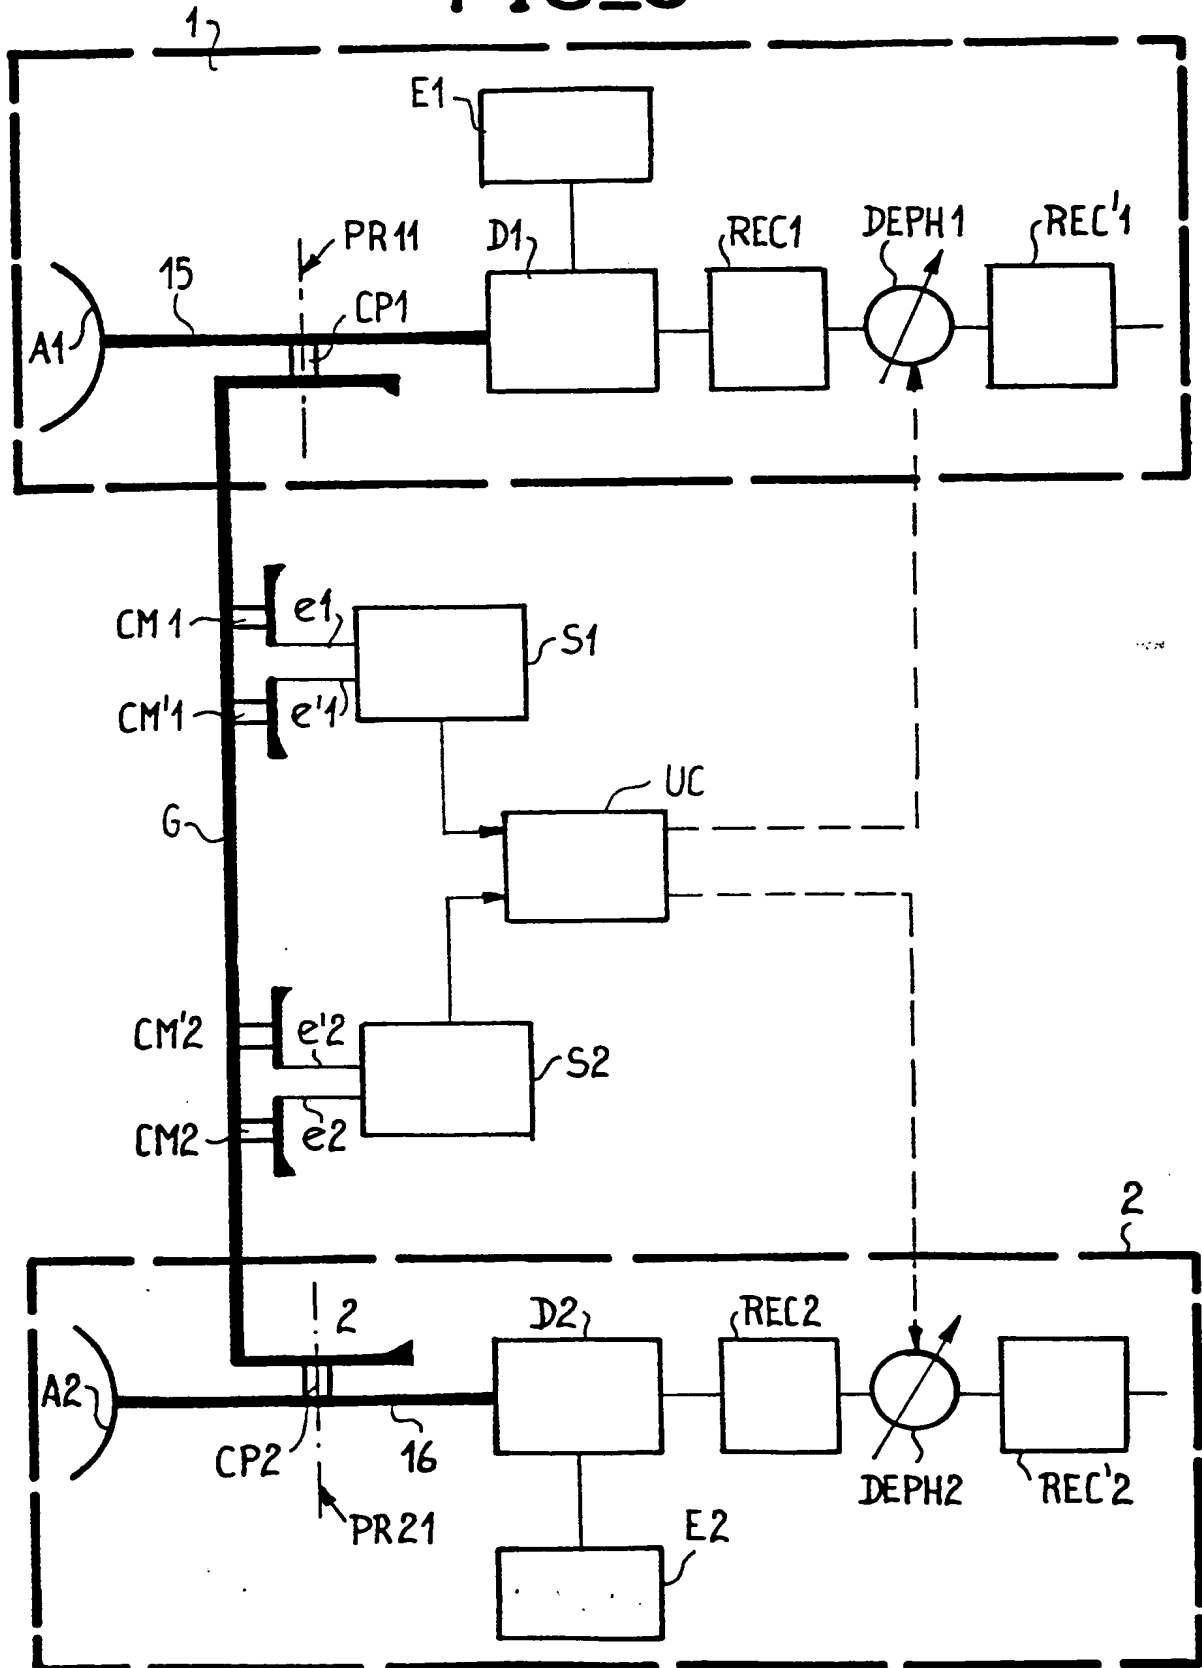 1
E1
PR11
D1
REC1
DEPH1
REC'1
15
CP1
A1
CM1
e1
S1
CM'1
e'1
UC
G
CM'2
e'2
S2
CM2
e2
2
2
D2
REC2
A2
CP2
16
DEPH2
REC'2
PR21
E2